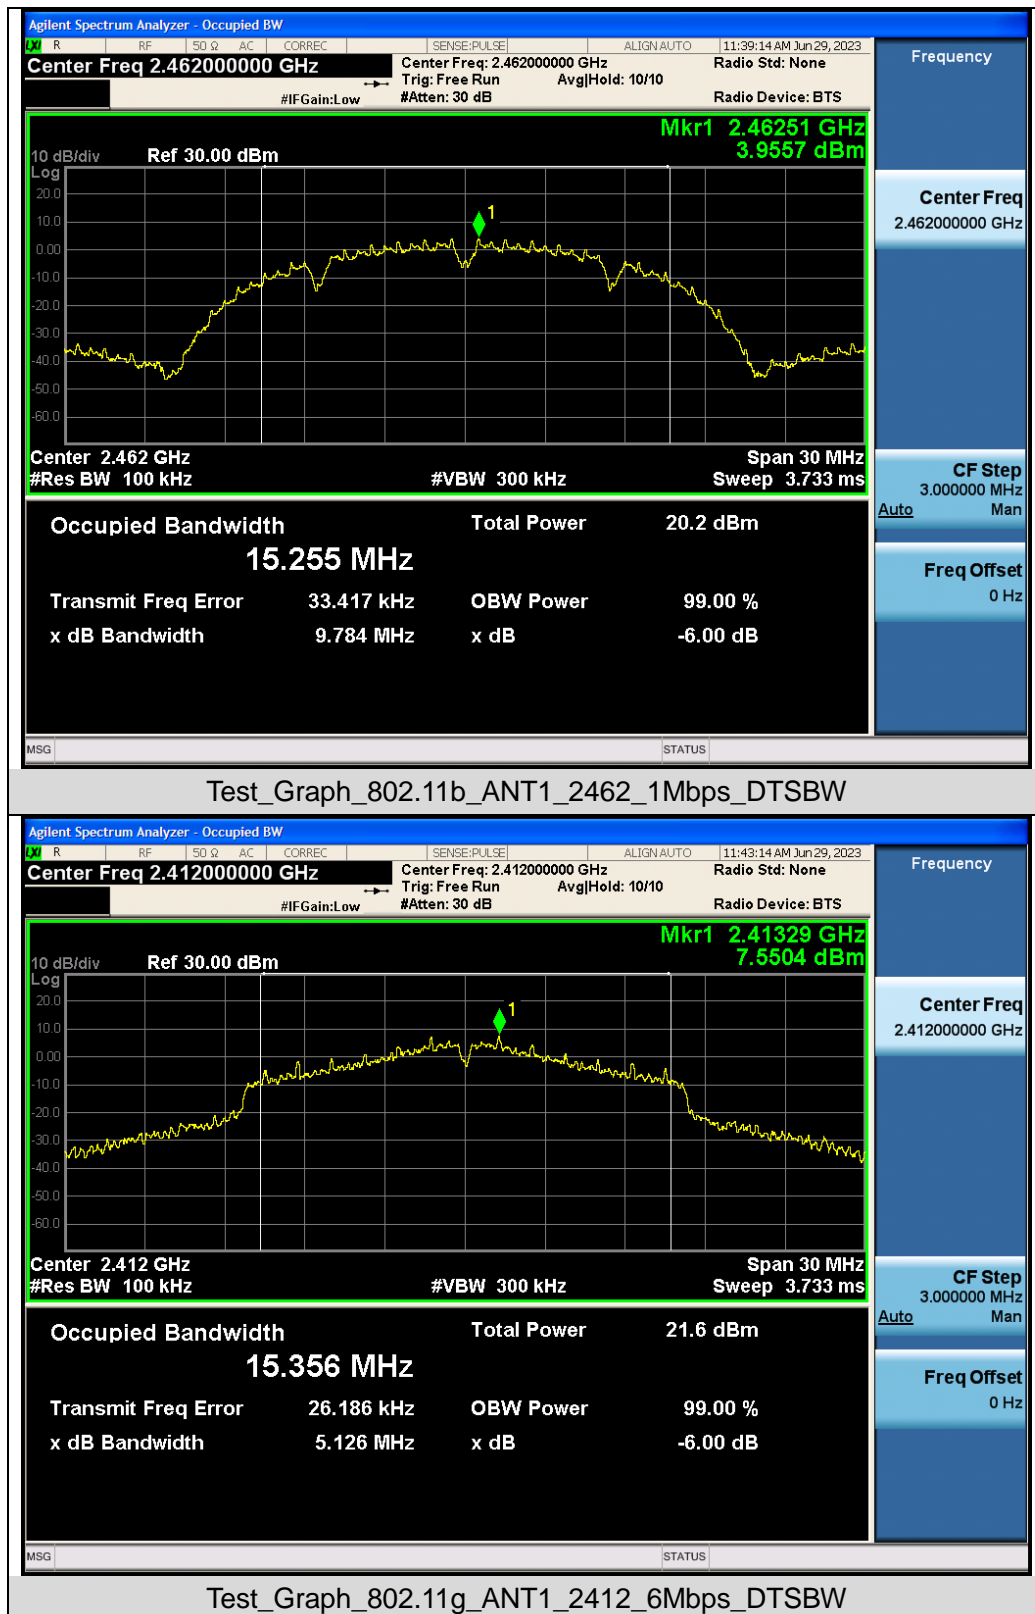 Agilent Spectrum Analyzer - Occupied BW
LXI R RF 50 Ω AC CORREC SENSE:PULSE ALIGN AUTO 11:39:14 AM Jun 29, 2023
Center Freq 2.462000000 GHz
Center Freq: 2.462000000 GHz
Radio Std: None
Trig: Free Run Avg|Hold: 10/10
#IFGain:Low
#Atten: 30 dB
Radio Device: BTS
Mkr1 2.46251 GHz
3.9557 dBm
10 dB/div Ref 30.00 dBm
Log
20.0
10.0
0.00
-10.0
-20.0
-30.0
-40.0
-50.0
-60.0
1
Center 2.462 GHz
Span 30 MHz
#Res BW 100 kHz
#VBW 300 kHz
Sweep 3.733 ms
Occupied Bandwidth
15.255 MHz
Total Power 20.2 dBm
Transmit Freq Error 33.417 kHz OBW Power 99.00 %
x dB Bandwidth 9.784 MHz x dB -6.00 dB
MSG STATUS
Frequency
Center Freq
2.462000000 GHz
CF Step
3.000000 MHz
Auto Man
Freq Offset
0 Hz
Test_Graph_802.11b_ANT1_2462_1Mbps_DTSBW
Agilent Spectrum Analyzer - Occupied BW
LXI R RF 50 Ω AC CORREC SENSE:PULSE ALIGN AUTO 11:43:14 AM Jun 29, 2023
Center Freq 2.412000000 GHz
Center Freq: 2.412000000 GHz
Radio Std: None
Trig: Free Run Avg|Hold: 10/10
#IFGain:Low
#Atten: 30 dB
Radio Device: BTS
Mkr1 2.41329 GHz
7.5504 dBm
10 dB/div Ref 30.00 dBm
Log
20.0
10.0
0.00
-10.0
-20.0
-30.0
-40.0
-50.0
-60.0
1
Center 2.412 GHz
Span 30 MHz
#Res BW 100 kHz
#VBW 300 kHz
Sweep 3.733 ms
Occupied Bandwidth
15.356 MHz
Total Power 21.6 dBm
Transmit Freq Error 26.186 kHz OBW Power 99.00 %
x dB Bandwidth 5.126 MHz x dB -6.00 dB
MSG STATUS
Frequency
Center Freq
2.412000000 GHz
CF Step
3.000000 MHz
Auto Man
Freq Offset
0 Hz
Test_Graph_802.11g_ANT1_2412_6Mbps_DTSBW